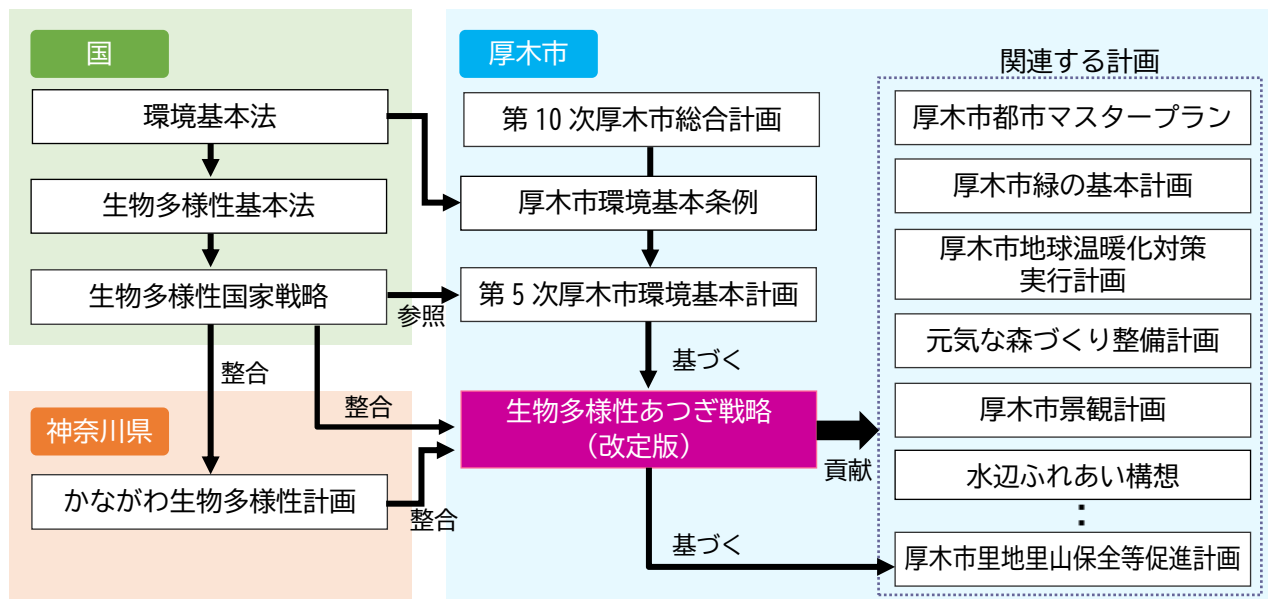 国
環境基本法
生物多様性基本法
生物多様性国家戦略
参照
整合
整合
神奈川県
かながわ生物多様性計画
整合
厚木市
第10次厚木市総合計画
厚木市環境基本条例
第5次厚木市環境基本計画
基づく
生物多様性あつぎ戦略
（改定版）
貢献
基づく
関連する計画
厚木市都市マスタープラン
厚木市緑の基本計画
厚木市地球温暖化対策
実行計画
元気な森づくり整備計画
厚木市景観計画
水辺ふれあい構想
：
厚木市里地里山保全等促進計画